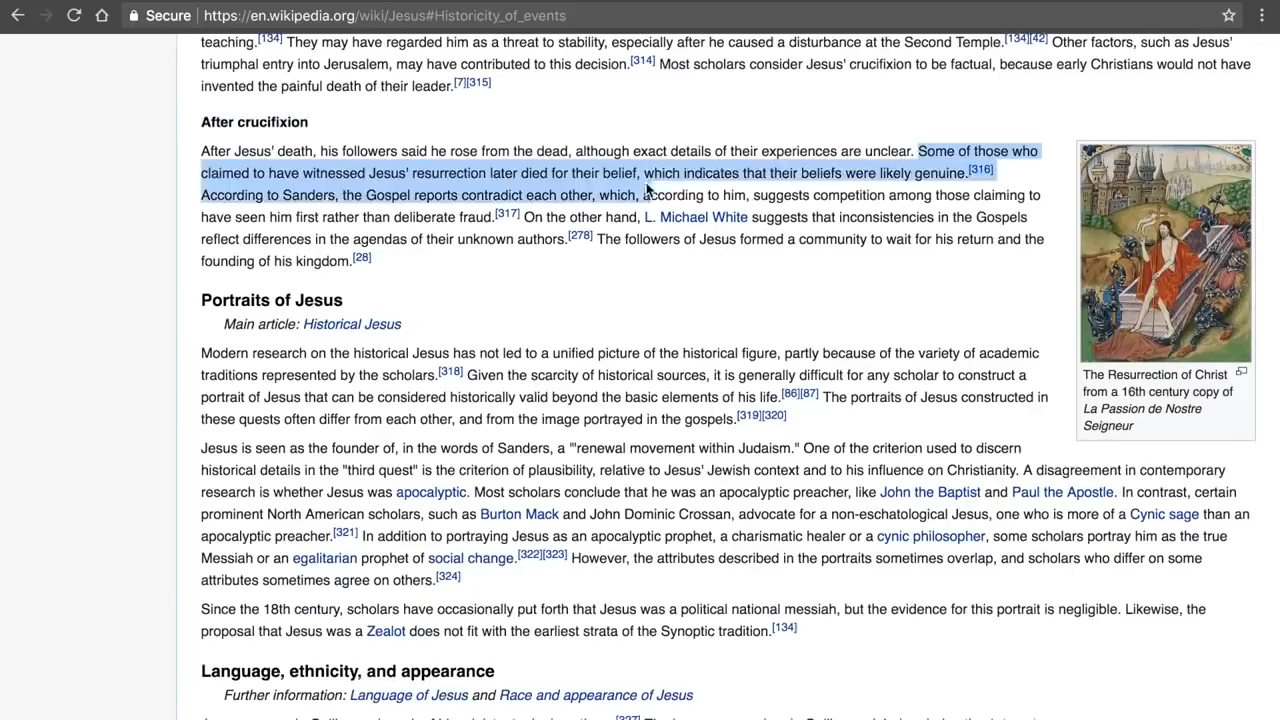 Secure https://en.wikipedia.org/wiki/Jesus#Historicity_of_events
teaching.[134] They may have regarded him as a threat to stability, especially after he caused a disturbance at the Second Temple.[134][42] Other factors, such as Jesus'
triumphal entry into Jerusalem, may have contributed to this decision.[314] Most scholars consider Jesus' crucifixion to be factual, because early Christians would not have
invented the painful death of their leader.[7][315]
After crucifixion
After Jesus' death, his followers said he rose from the dead, although exact details of their experiences are unclear. Some of those who
claimed to have witnessed Jesus' resurrection later died for their belief, which indicates that their beliefs were likely genuine.[316]
According to Sanders, the Gospel reports contradict each other, which, according to him, suggests competition among those claiming to
have seen him first rather than deliberate fraud.[317] On the other hand, L. Michael White suggests that inconsistencies in the Gospels
reflect differences in the agendas of their unknown authors.[278] The followers of Jesus formed a community to wait for his return and the
founding of his kingdom.[28]
The Resurrection of Christ
from a 16th century copy of
La Passion de Nostre
Seigneur
Portraits of Jesus
Main article: Historical Jesus
Modern research on the historical Jesus has not led to a unified picture of the historical figure, partly because of the variety of academic
traditions represented by the scholars.[318] Given the scarcity of historical sources, it is generally difficult for any scholar to construct a
portrait of Jesus that can be considered historically valid beyond the basic elements of his life.[86][87] The portraits of Jesus constructed in
these quests often differ from each other, and from the image portrayed in the gospels.[319][320]
Jesus is seen as the founder of, in the words of Sanders, a "'renewal movement within Judaism." One of the criterion used to discern
historical details in the "third quest" is the criterion of plausibility, relative to Jesus' Jewish context and to his influence on Christianity. A disagreement in contemporary
research is whether Jesus was apocalyptic. Most scholars conclude that he was an apocalyptic preacher, like John the Baptist and Paul the Apostle. In contrast, certain
prominent North American scholars, such as Burton Mack and John Dominic Crossan, advocate for a non-eschatological Jesus, one who is more of a Cynic sage than an
apocalyptic preacher.[321] In addition to portraying Jesus as an apocalyptic prophet, a charismatic healer or a cynic philosopher, some scholars portray him as the true
Messiah or an egalitarian prophet of social change.[322][323] However, the attributes described in the portraits sometimes overlap, and scholars who differ on some
attributes sometimes agree on others.[324]
Since the 18th century, scholars have occasionally put forth that Jesus was a political national messiah, but the evidence for this portrait is negligible. Likewise, the
proposal that Jesus was a Zealot does not fit with the earliest strata of the Synoptic tradition.[134]
Language, ethnicity, and appearance
Further information: Language of Jesus and Race and appearance of Jesus